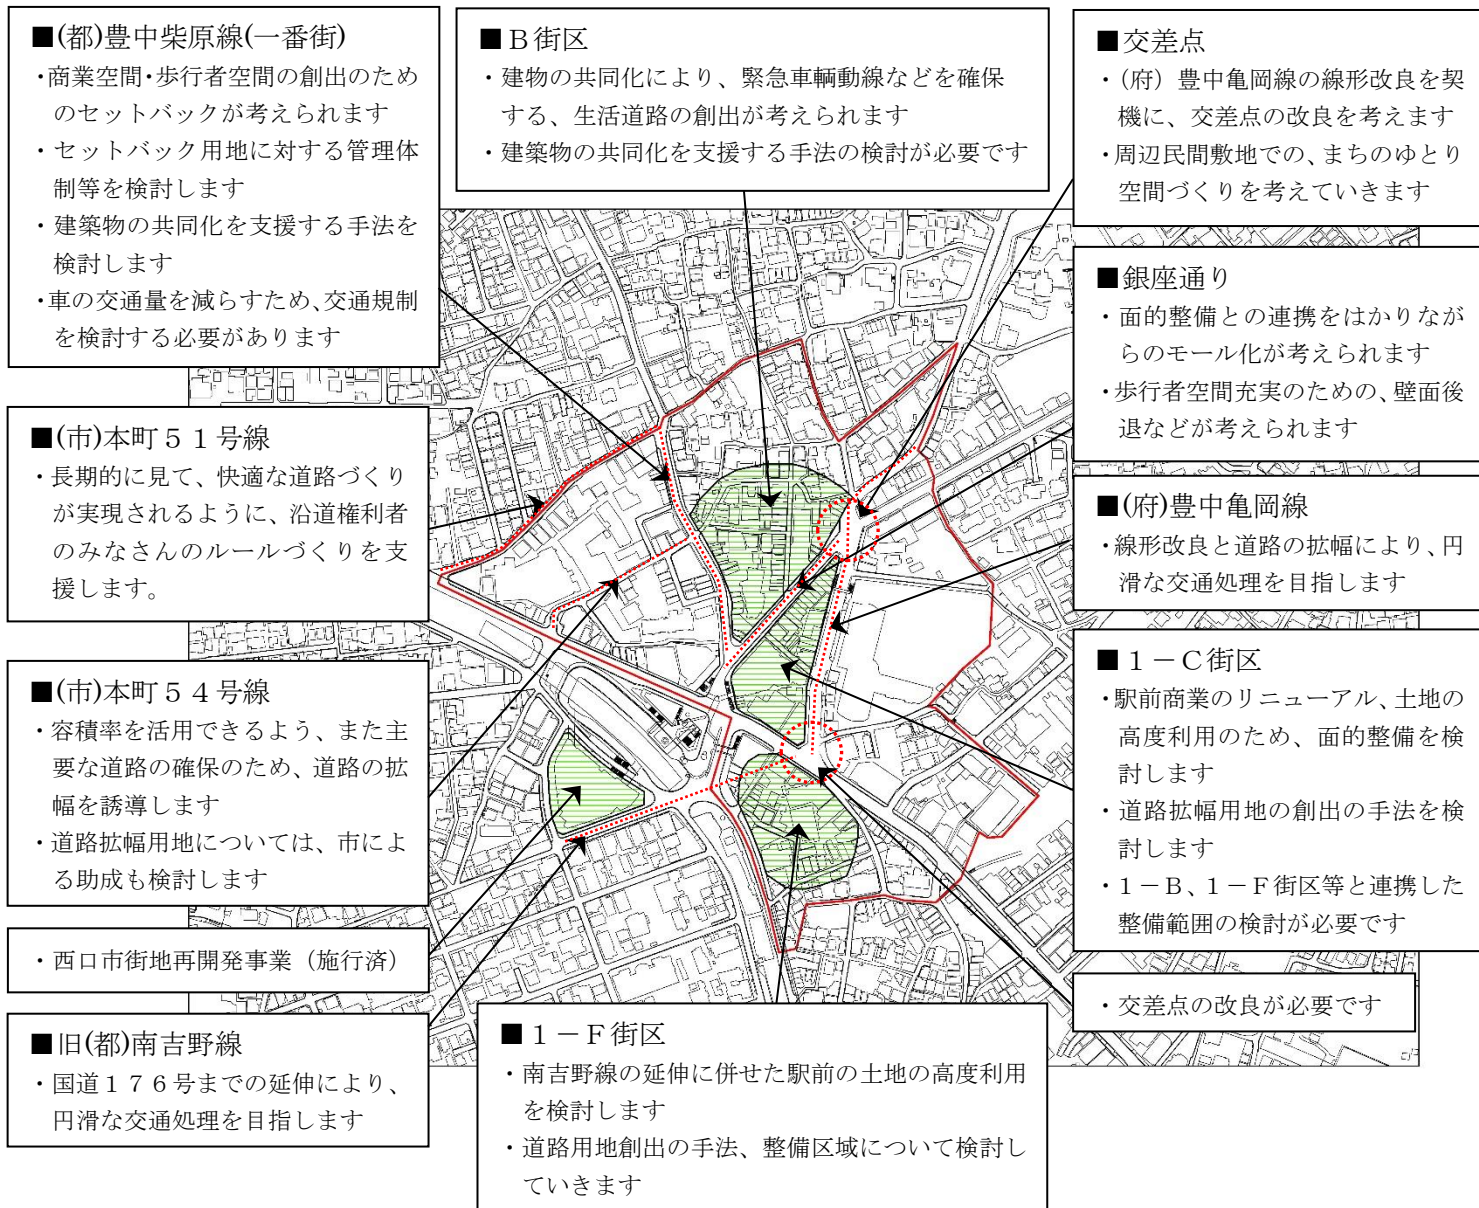 ■(都)豊中柴原線(一番街)
・商業空間・歩行者空間の創出のため
のセットバックが考えられます
・セットバック用地に対する管理体
制等を検討します
・建築物の共同化を支援する手法を
検討します
・車の交通量を減らすため、交通規制
を検討する必要があります
■B街区
・建物の共同化により、緊急車輌動線などを確保
する、生活道路の創出が考えられます
・建築物の共同化を支援する手法の検討が必要です
■交差点
・(府)豊中亀岡線の線形改良を契
機に、交差点の改良を考えます
・周辺民間敷地での、まちのゆとり
空間づくりを考えていきます
■銀座通り
・面的整備との連携をはかりなが
らのモール化が考えられます
・歩行者空間充実のための、壁面後
退などが考えられます
■(市)本町51号線
・長期的に見て、快適な道路づくり
が実現されるように、沿道権利者
のみなさんのルールづくりを支
援します。
■(府)豊中亀岡線
・線形改良と道路の拡幅により、円
滑な交通処理を目指します
■(市)本町54号線
・容積率を活用できるよう、また主
要な道路の確保のため、道路の拡
幅を誘導します
・道路拡幅用地については、市によ
る助成も検討します
■1-C街区
・駅前商業のリニューアル、土地の
高度利用のため、面的整備を検
討します
・道路拡幅用地の創出の手法を検
討します
・1-B、1-F街区等と連携した
整備範囲の検討が必要です
・西口市街地再開発事業(施行済)
・交差点の改良が必要です
■旧(都)南吉野線
・国道176号までの延伸により、
円滑な交通処理を目指します
■1-F街区
・南吉野線の延伸に併せた駅前の土地の高度利用
を検討します
・道路用地創出の手法、整備区域について検討し
ていきます